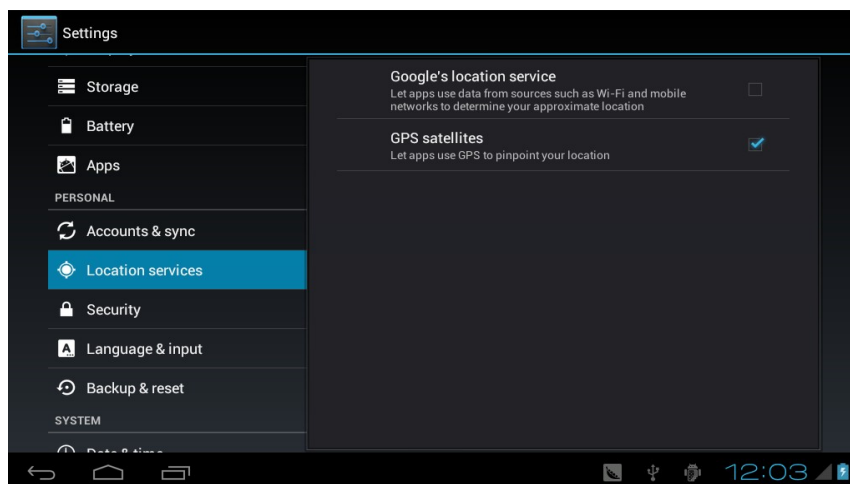 Settings
Storage
Battery
Apps
PERSONAL
Accounts & sync
Location services
Security
Language & input
Backup & reset
SYSTEM
Date & time
Google's location service
Let apps use data from sources such as Wi-Fi and mobile
networks to determine your approximate location
GPS satellites
Let apps use GPS to pinpoint your location
12:03